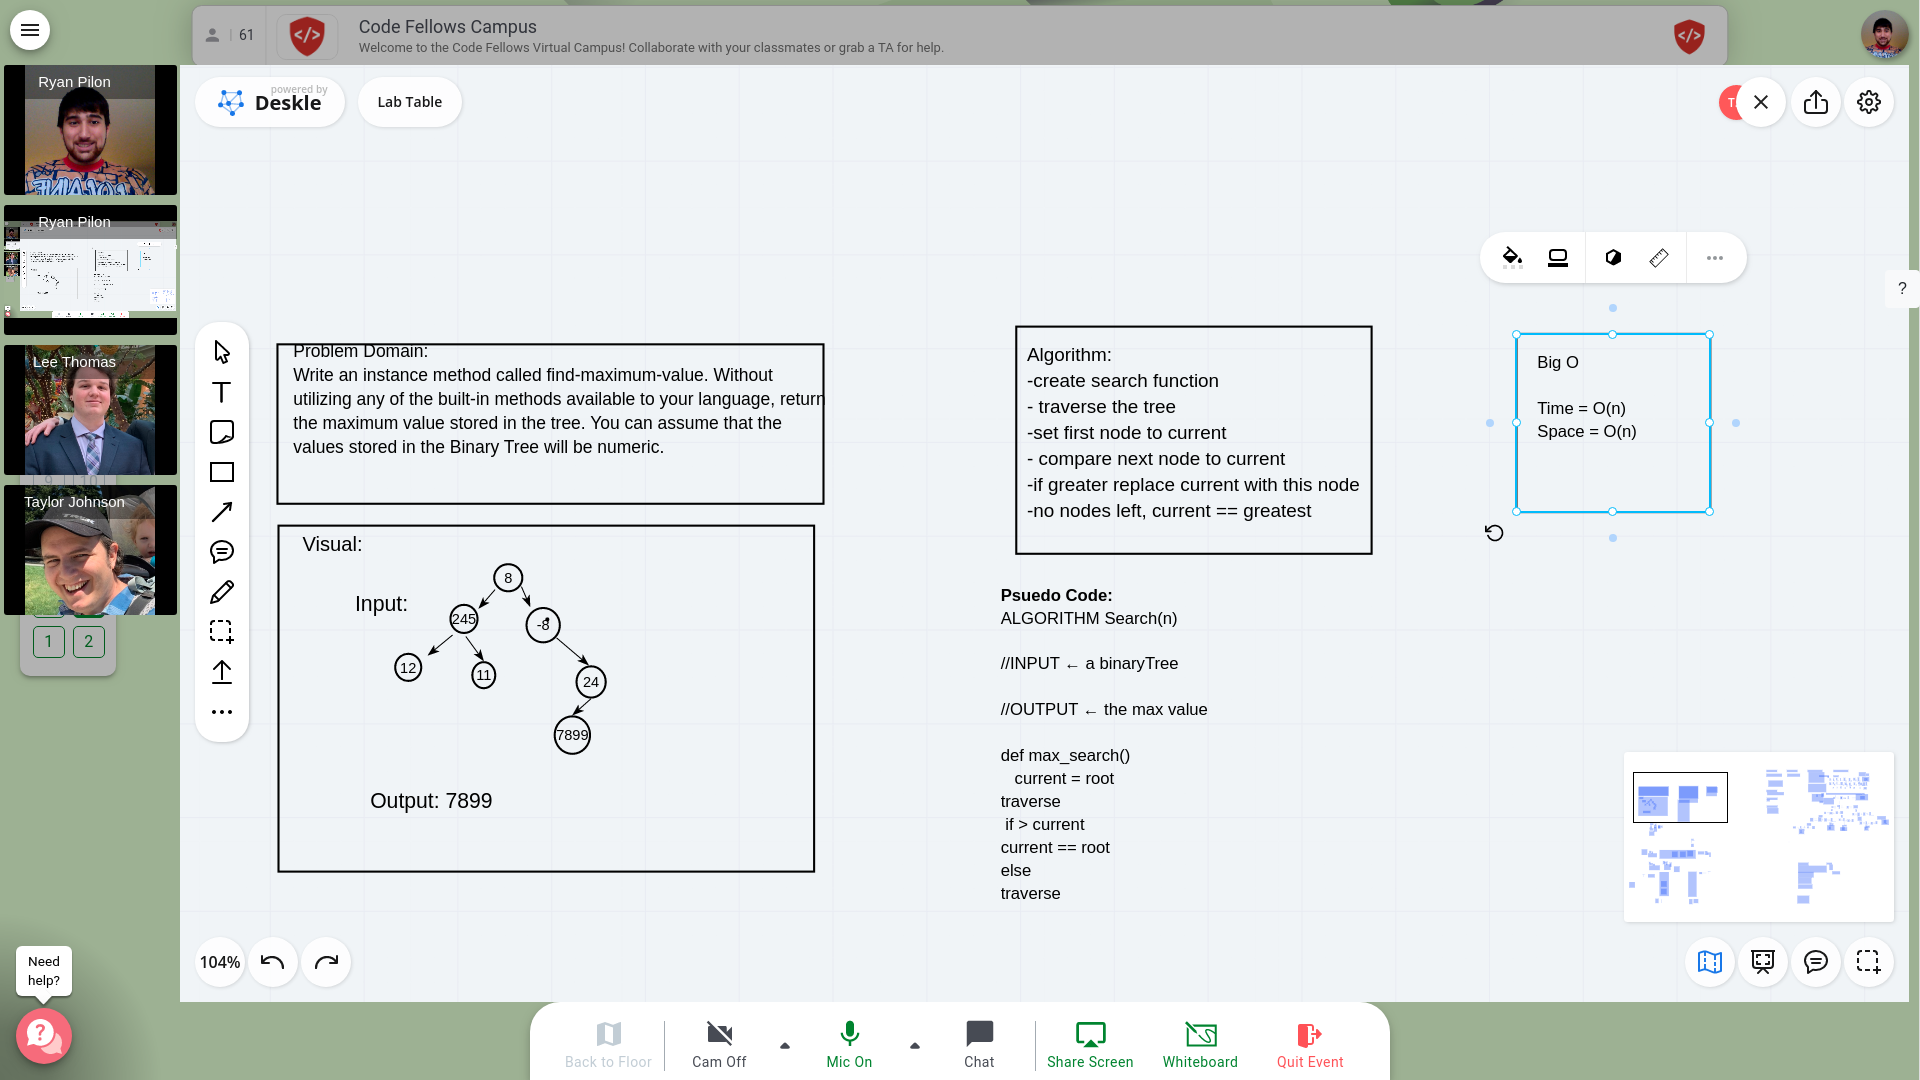 61
Code Fellows Campus
Welcome to the Code Fellows Virtual Campus! Collaborate with your classmates or grab a TA for help.
Ryan Pilon
Ryan Pilon
Lee Thomas
Taylor Johnson
9 10
1 2
powered by
Deskle
Lab Table
?
Problem Domain:
Write an instance method called find-maximum-value. Without
utilizing any of the built-in methods available to your language, return
the maximum value stored in the tree. You can assume that the
values stored in the Binary Tree will be numeric.
Visual:
Input:
8
245
-8
12
11
24
7899
Output: 7899
Algorithm:
-create search function
- traverse the tree
-set first node to current
- compare next node to current
-if greater replace current with this node
-no nodes left, current == greatest
Psuedo Code:
ALGORITHM Search(n)
//INPUT ← a binaryTree
//OUTPUT ← the max value
def max_search()
current = root
traverse
if > current
current == root
else
traverse
Big O
Time = O(n)
Space = O(n)
104%
Need
help?
Back to Floor
Cam Off
Mic On
Chat
Share Screen
Whiteboard
Quit Event